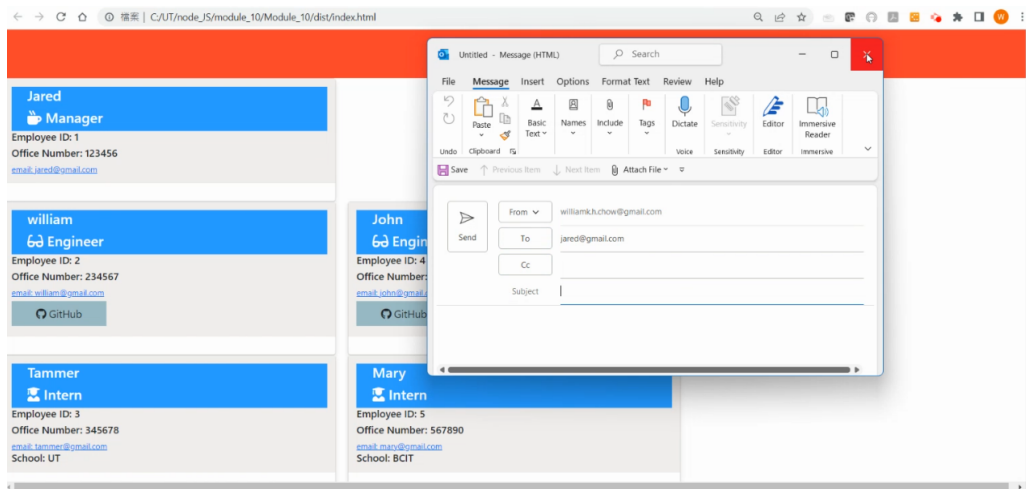 檔案 | C:/UT/node_JS/module_10/Module_10/dist/index.html
W
Untitled - Message (HTML)
Search
File Message Insert Options Format Text Review Help
Paste
Basic Text
Names
Include
Tags
Dictate
Sensitivity
Editor
Immersive Reader
Undo Clipboard Voice Sensitivity Editor Immersive
Save Previous Item Next Item Attach File
Send
From williamk.h.chow@gmail.com
To jared@gmail.com
Cc
Subject
Jared
Manager
Employee ID: 1
Office Number: 123456
email: jared@gmail.com
william
Engineer
Employee ID: 2
Office Number: 234567
email: william@gmail.com
GitHub
John
Engin
Employee ID: 4
Office Number:
email: john@gmail.
GitHub
Tammer
Intern
Employee ID: 3
Office Number: 345678
email: tammer@gmail.com
School: UT
Mary
Intern
Employee ID: 5
Office Number: 567890
email: mary@gmail.com
School: BCIT